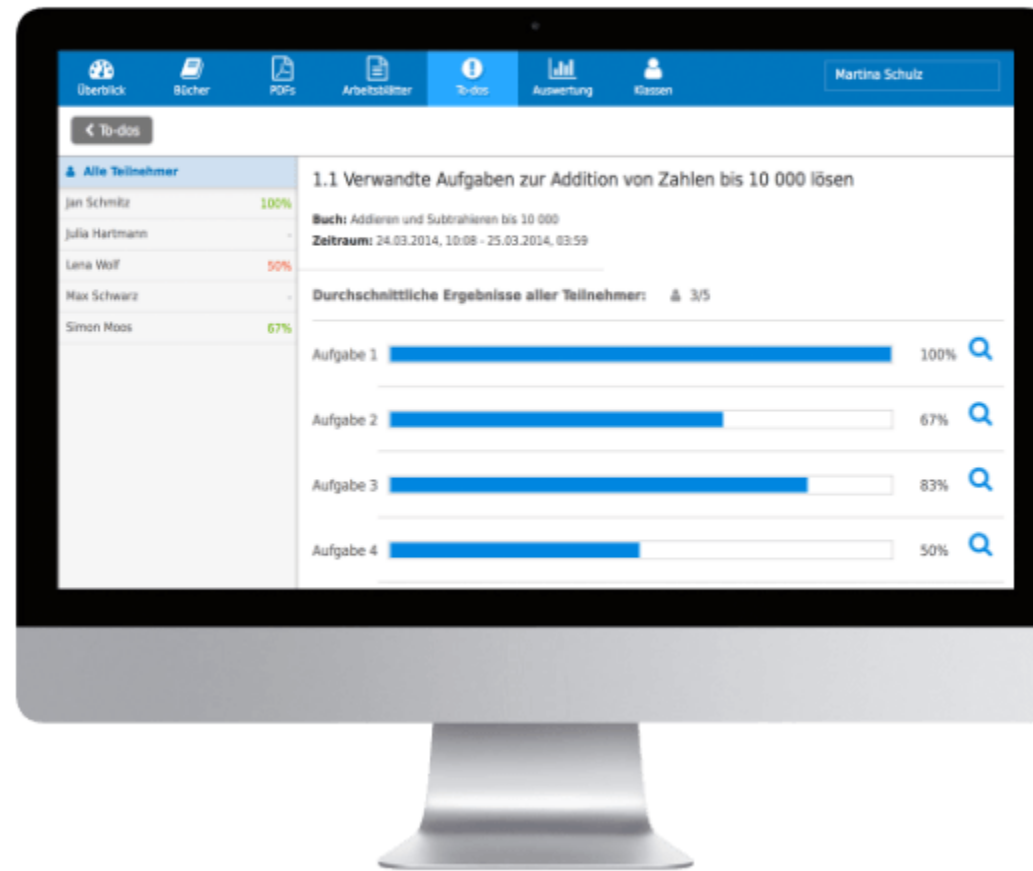 Überblick Bücher PDFs Arbeitsblätter To-dos Auswertung Klassen Martina Schulz
To-dos
Alle Teilnehmer
Jan Schmitz 100%
Julia Hartmann -
Lena Wolf 50%
Max Schwarz -
Simon Moos 67%
1.1 Verwandte Aufgaben zur Addition von Zahlen bis 10 000 lösen
Buch: Addieren und Subtrahieren bis 10 000
Zeitraum: 24.03.2014, 10:08 - 25.03.2014, 03:59
Durchschnittliche Ergebnisse aller Teilnehmer: 3/5
Aufgabe 1 100%
Aufgabe 2 67%
Aufgabe 3 83%
Aufgabe 4 50%